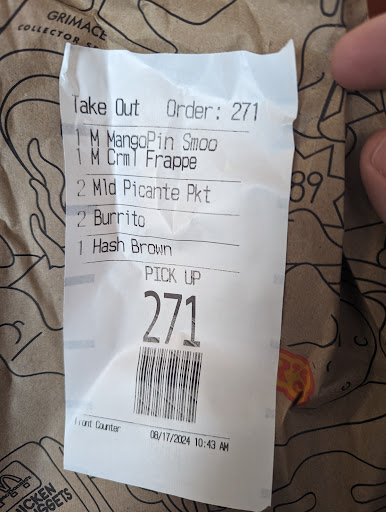 GRIMACE
COLLECTOR
Take Out Order: 271
1 M MangoPin Smoo
1 M Crml Frappe
2 Mld Picante Pkt
2 Burrito
1 Hash Brown
PICK UP
271
Front Counter
08/17/2024 10:43 AM
89
CHICKEN
NUGGETS